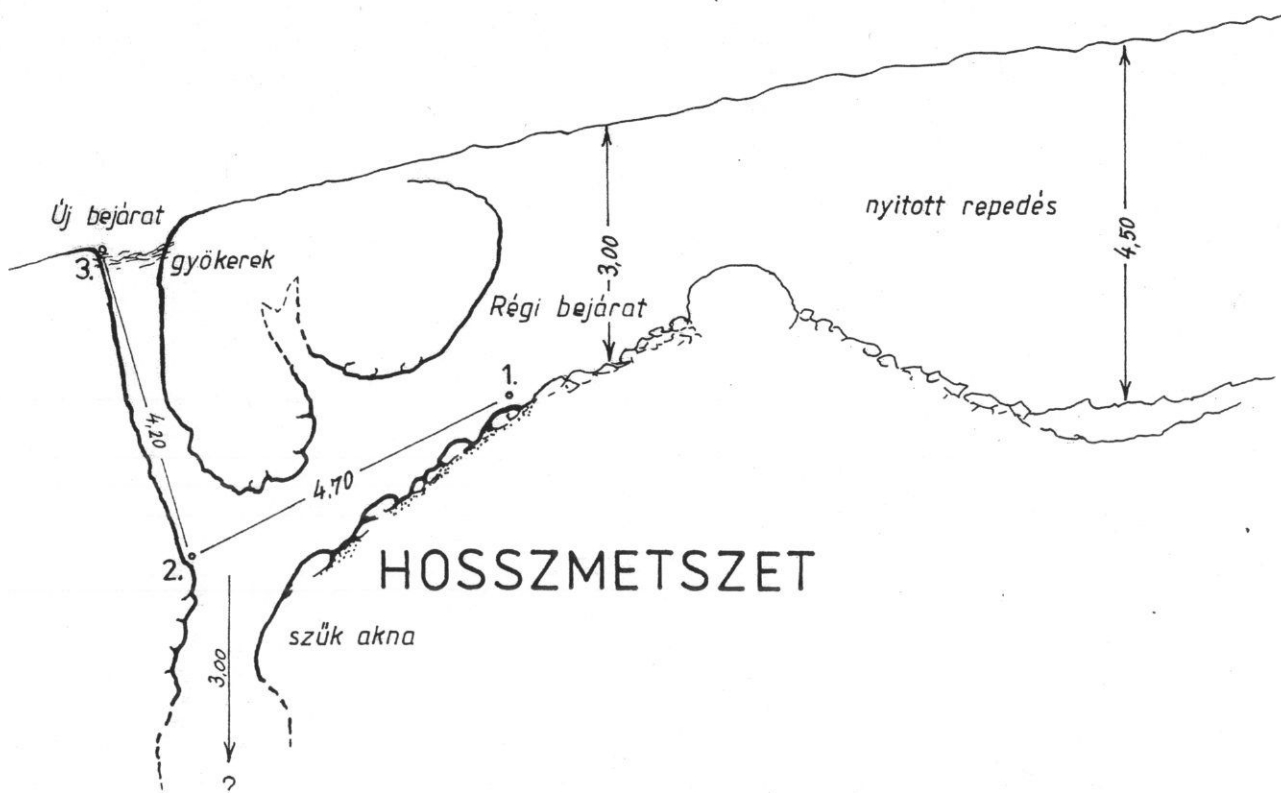 Új bejárat
3.
gyökerek
nyitott repedés
3,00
4,50
Régi bejárat
1.
4,20
4,70
2.
HOSSZMETSZET
szűk akna
3,00
?